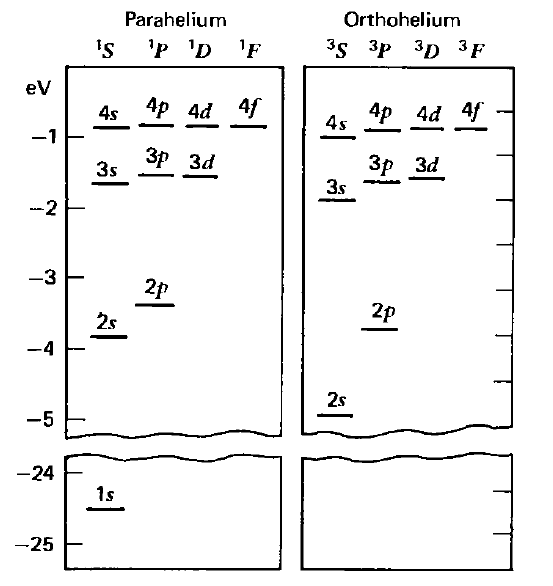 Parahelium Orthohelium
¹S ¹P ¹D ¹F ³S ³P ³D ³F
eV
4s 4p 4d 4f 4s 4p 4d 4f
−1
3s 3p 3d 3s 3p 3d
−2
−3
2p
2s 2p
−4
2s
−5
−24
1s
−25